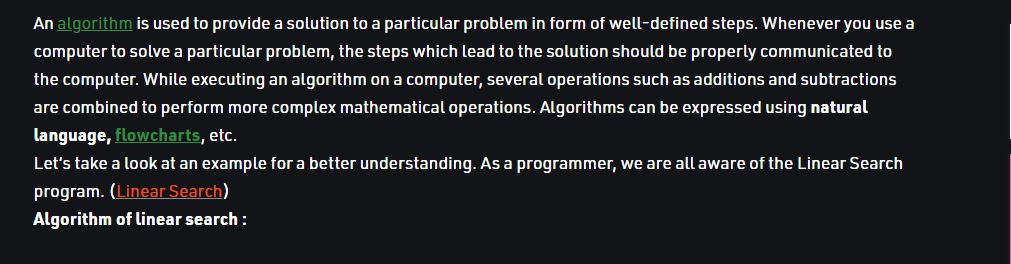 An algorithm is used to provide a solution to a particular problem in form of well-defined steps. Whenever you use a
computer to solve a particular problem, the steps which lead to the solution should be properly communicated to
the computer. While executing an algorithm on a computer, several operations such as additions and subtractions
are combined to perform more complex mathematical operations. Algorithms can be expressed using natural
language, flowcharts, etc.
Let’s take a look at an example for a better understanding. As a programmer, we are all aware of the Linear Search
program. (Linear Search)
Algorithm of linear search :